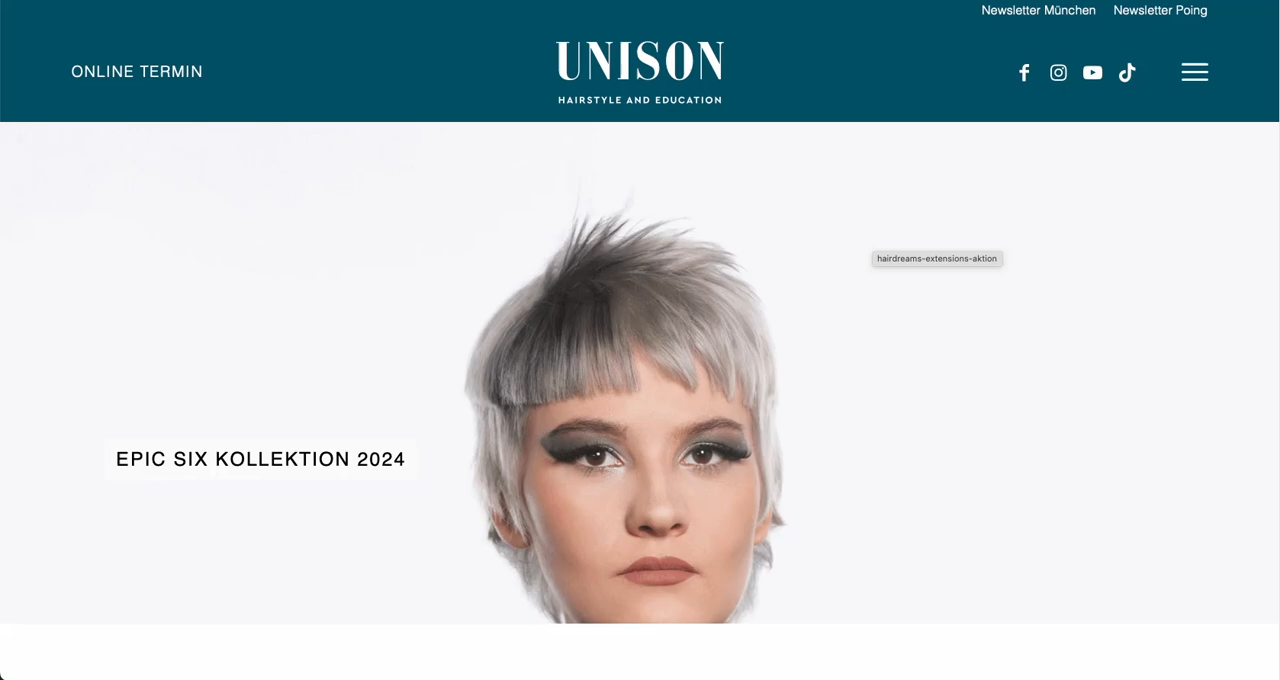 Newsletter München Newsletter Poing
ONLINE TERMIN
UNISON
HAIRSTYLE AND EDUCATION
hairdreams-extensions-aktion
EPIC SIX KOLLEKTION 2024